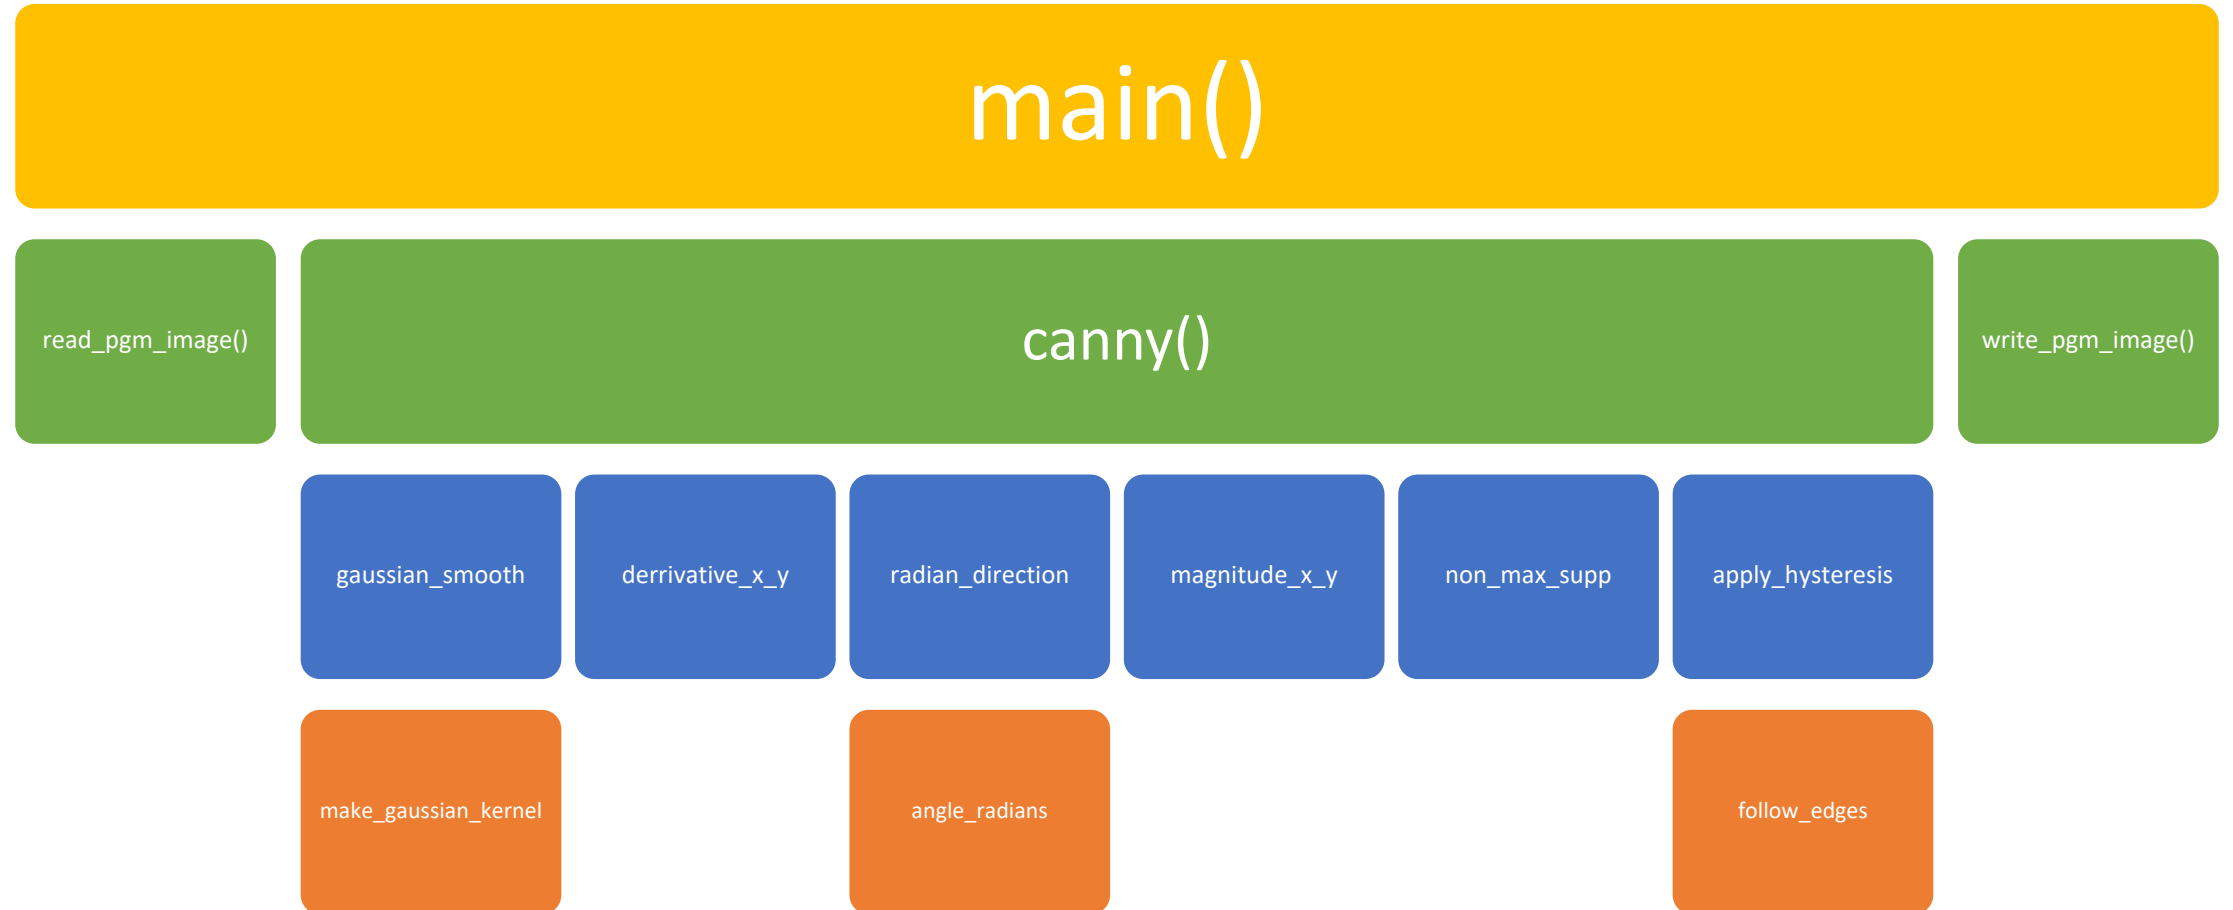 main()
read_pgm_image()
canny()
write_pgm_image()
gaussian_smooth
derrivative_x_y
radian_direction
magnitude_x_y
non_max_supp
apply_hysteresis
make_gaussian_kernel
angle_radians
follow_edges